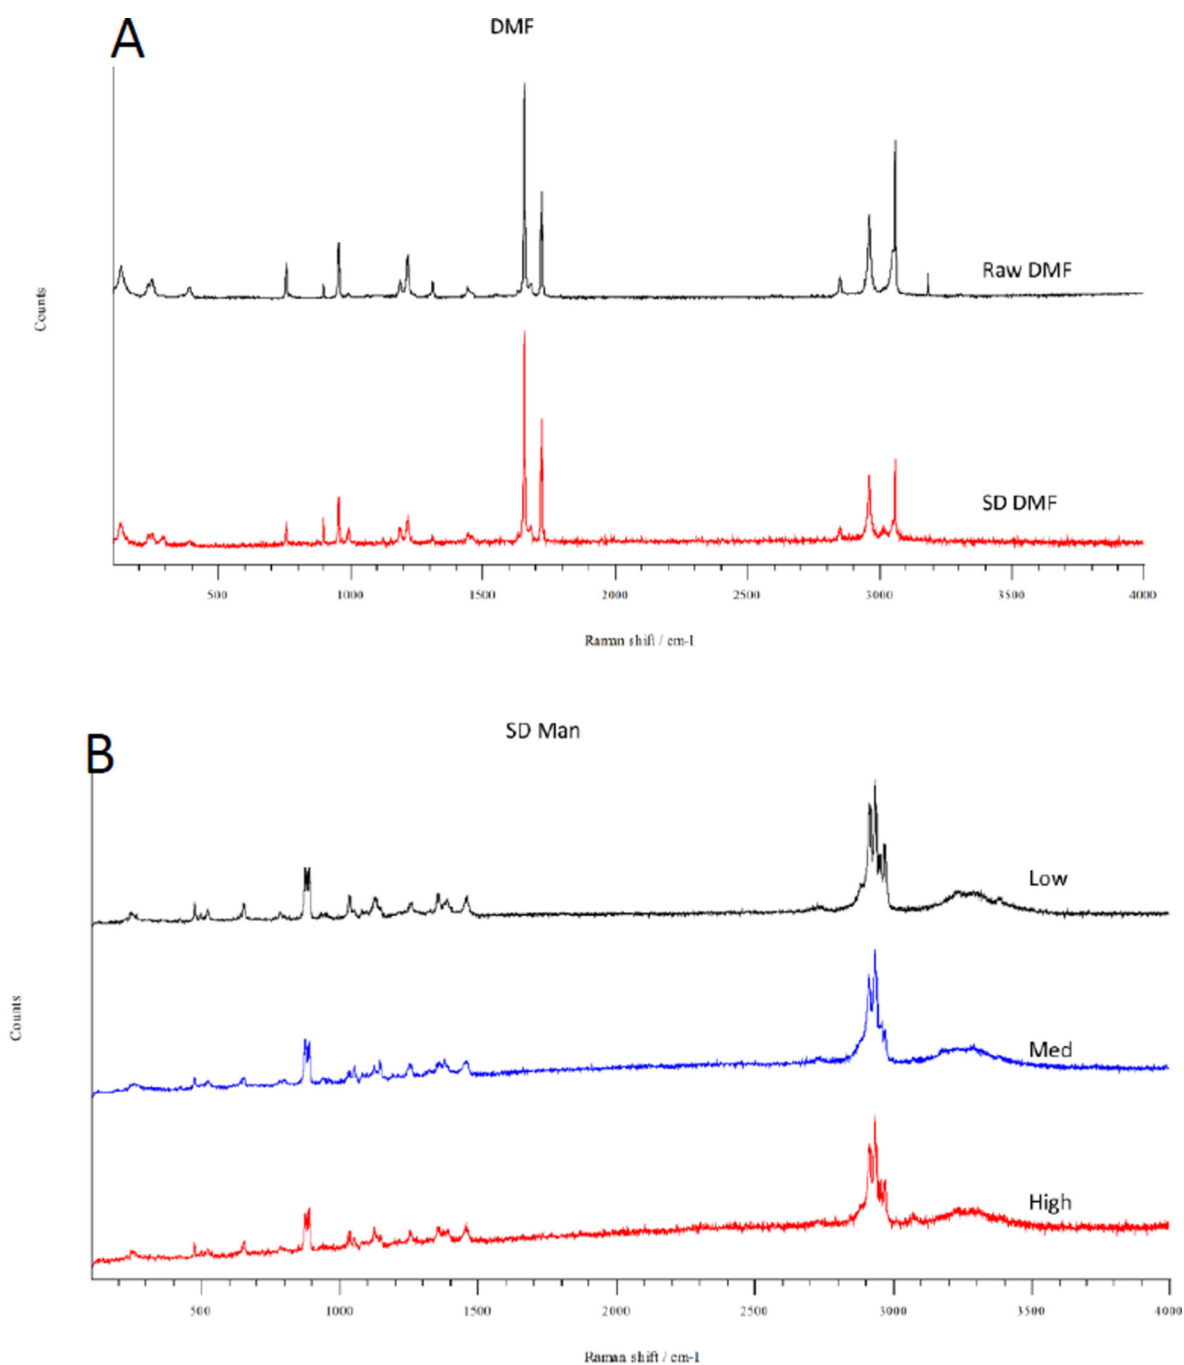 A
DMF
Raw DMF
Counts
SD DMF
500 1000 1500 2000 2500 3000 3500 4000
Raman shift / cm-1
SD Man
B
Low
Counts
Med
High
500 1000 1500 2000 2500 3000 3500 4000
Raman shift / cm-1